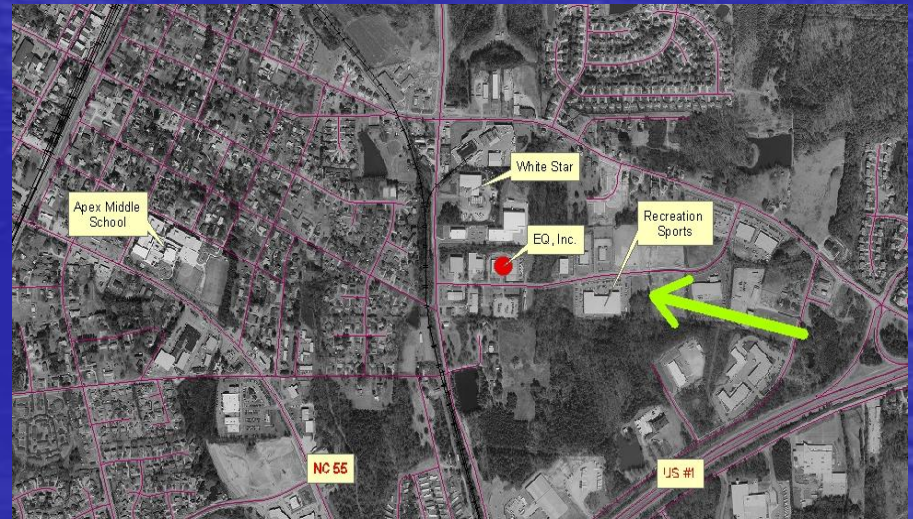 White Star
Apex Middle
School
Recreation
Sports
EQ, Inc.
NC 55
US #1